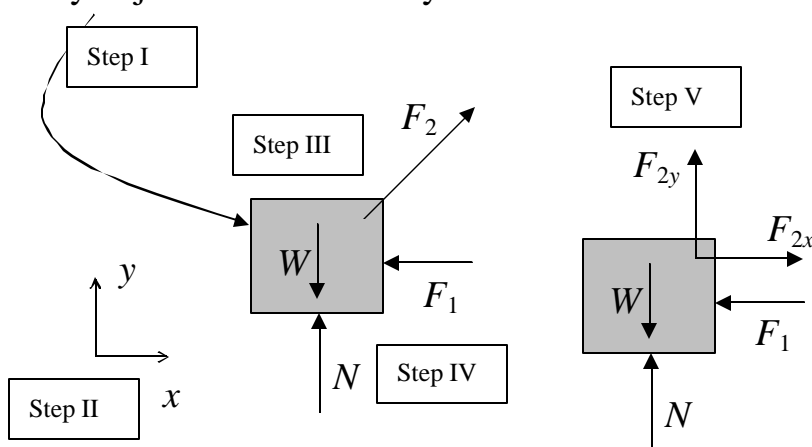 Step I
Step III
F2
W
F1
N
Step IV
y
x
Step II
Step V
F2y
F2x
W
F1
N